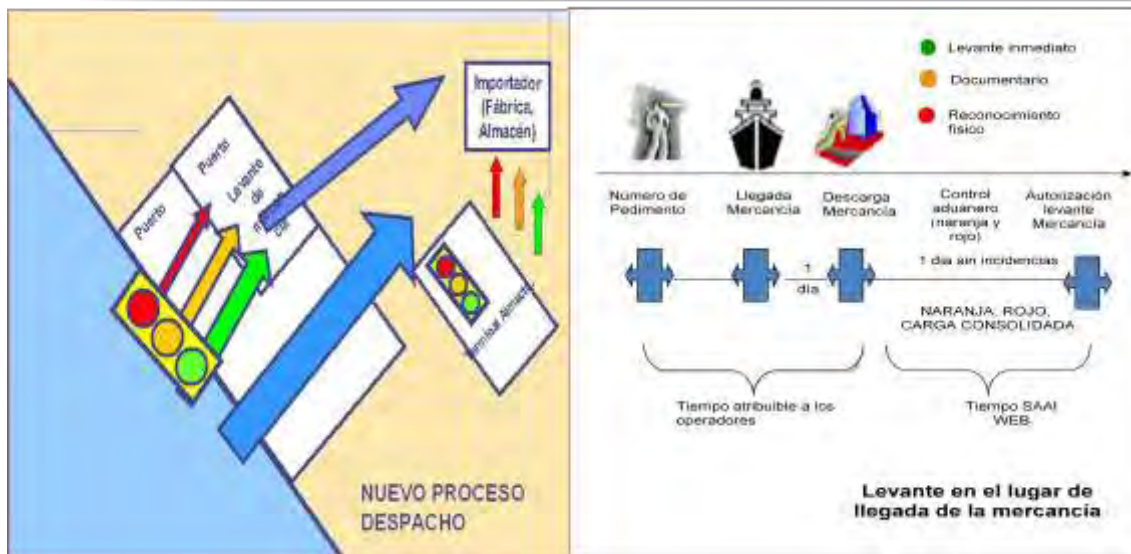 Importador
(Fábrica,
Almacén)
Puerto
Puerto
Levante
de
NUEVO PROCESO
DESPACHO
Levante inmediato
Documentario
Reconocimiento
físico
Número de
Pedimento
Llegada
Mercancía
Descarga
Mercancía
Control
aduanero
(naranja y
rojo)
Autorización
levante
Mercancía
1
día
1 día sin incidencias
NARANJA, ROJO,
CARGA CONSOLIDADA
Tiempo atribuible a los
operadores
Tiempo SAAI
WEB
Levante en el lugar de
llegada de la mercancía